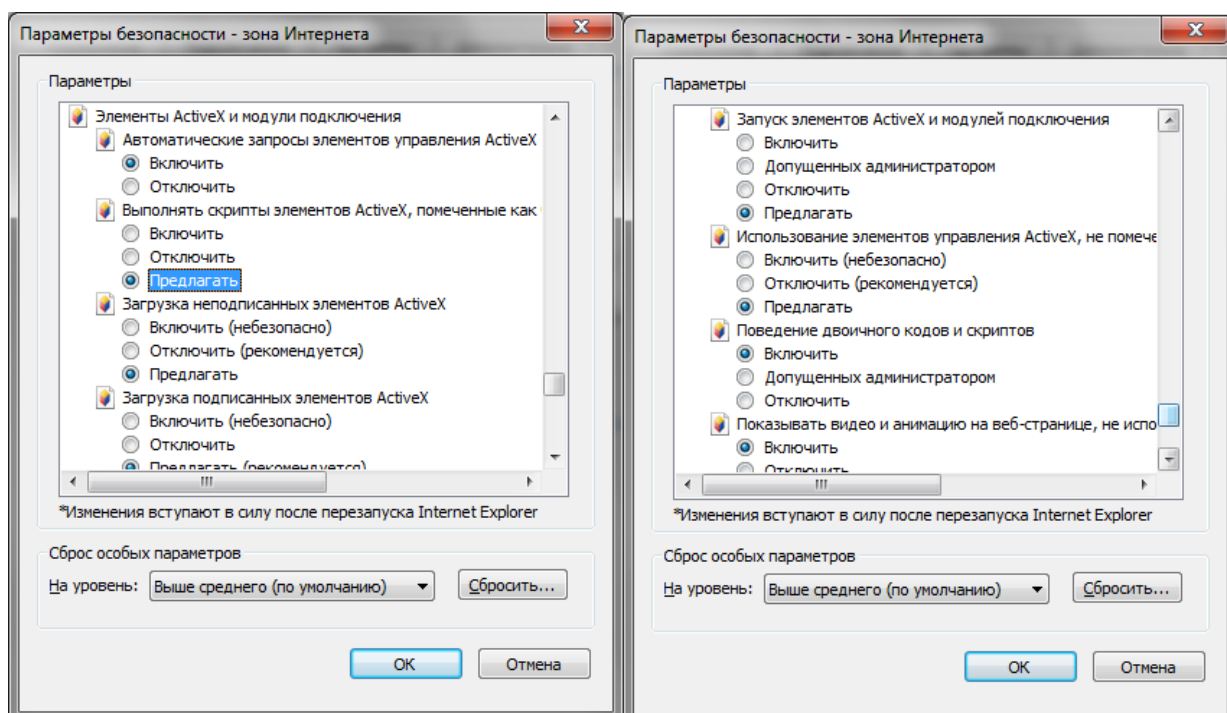 Параметры безопасности - зона Интернета
Параметры
Элементы ActiveX и модули подключения
Автоматические запросы элементов управления ActiveX
Включить
Отключить
Выполнять скрипты элементов ActiveX, помеченные как
Включить
Отключить
Предлагать
Загрузка неподписанных элементов ActiveX
Включить (небезопасно)
Отключить (рекомендуется)
Предлагать
Загрузка подписанных элементов ActiveX
Включить (небезопасно)
Отключить
Предлагать (рекомендуется)
*Изменения вступают в силу после перезапуска Internet Explorer
Сброс особых параметров
На уровень: Выше среднего (по умолчанию) Сбросить...
ОК Отмена
Параметры безопасности - зона Интернета
Параметры
Запуск элементов ActiveX и модулей подключения
Включить
Допущенных администратором
Отключить
Предлагать
Использование элементов управления ActiveX, не помече
Включить (небезопасно)
Отключить (рекомендуется)
Предлагать
Поведение двоичного кодов и скриптов
Включить
Допущенных администратором
Отключить
Показывать видео и анимацию на веб-странице, не испо
Включить
Отключить
*Изменения вступают в силу после перезапуска Internet Explorer
Сброс особых параметров
На уровень: Выше среднего (по умолчанию) Сбросить...
ОК Отмена